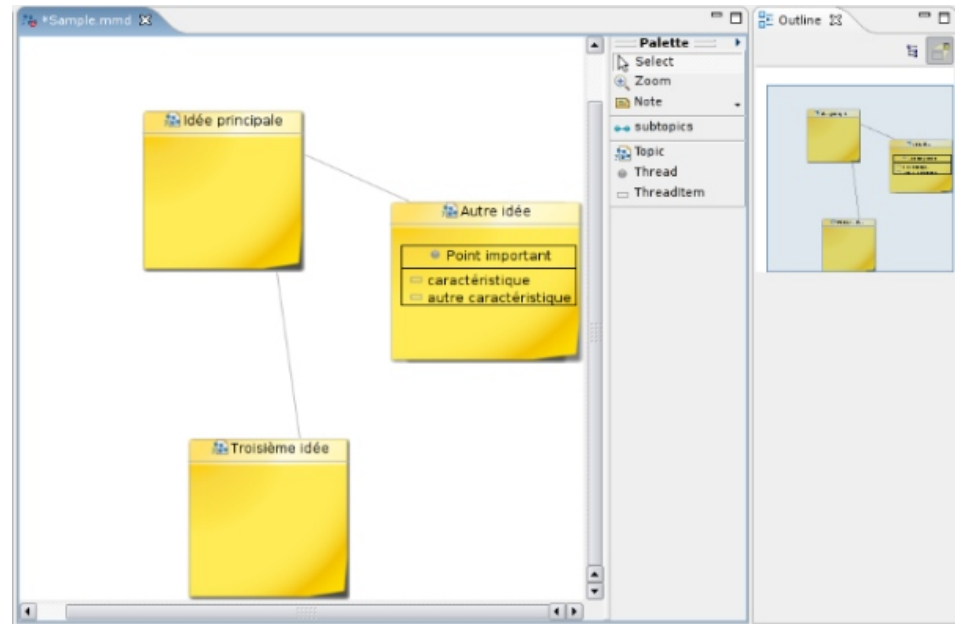 *Sample.mmd
Idée principale
Autre idée
Point important
caractéristique
autre caractéristique
Troisième idée
Palette
Select
Zoom
Note
subtopics
Topic
Thread
ThreadItem
Outline